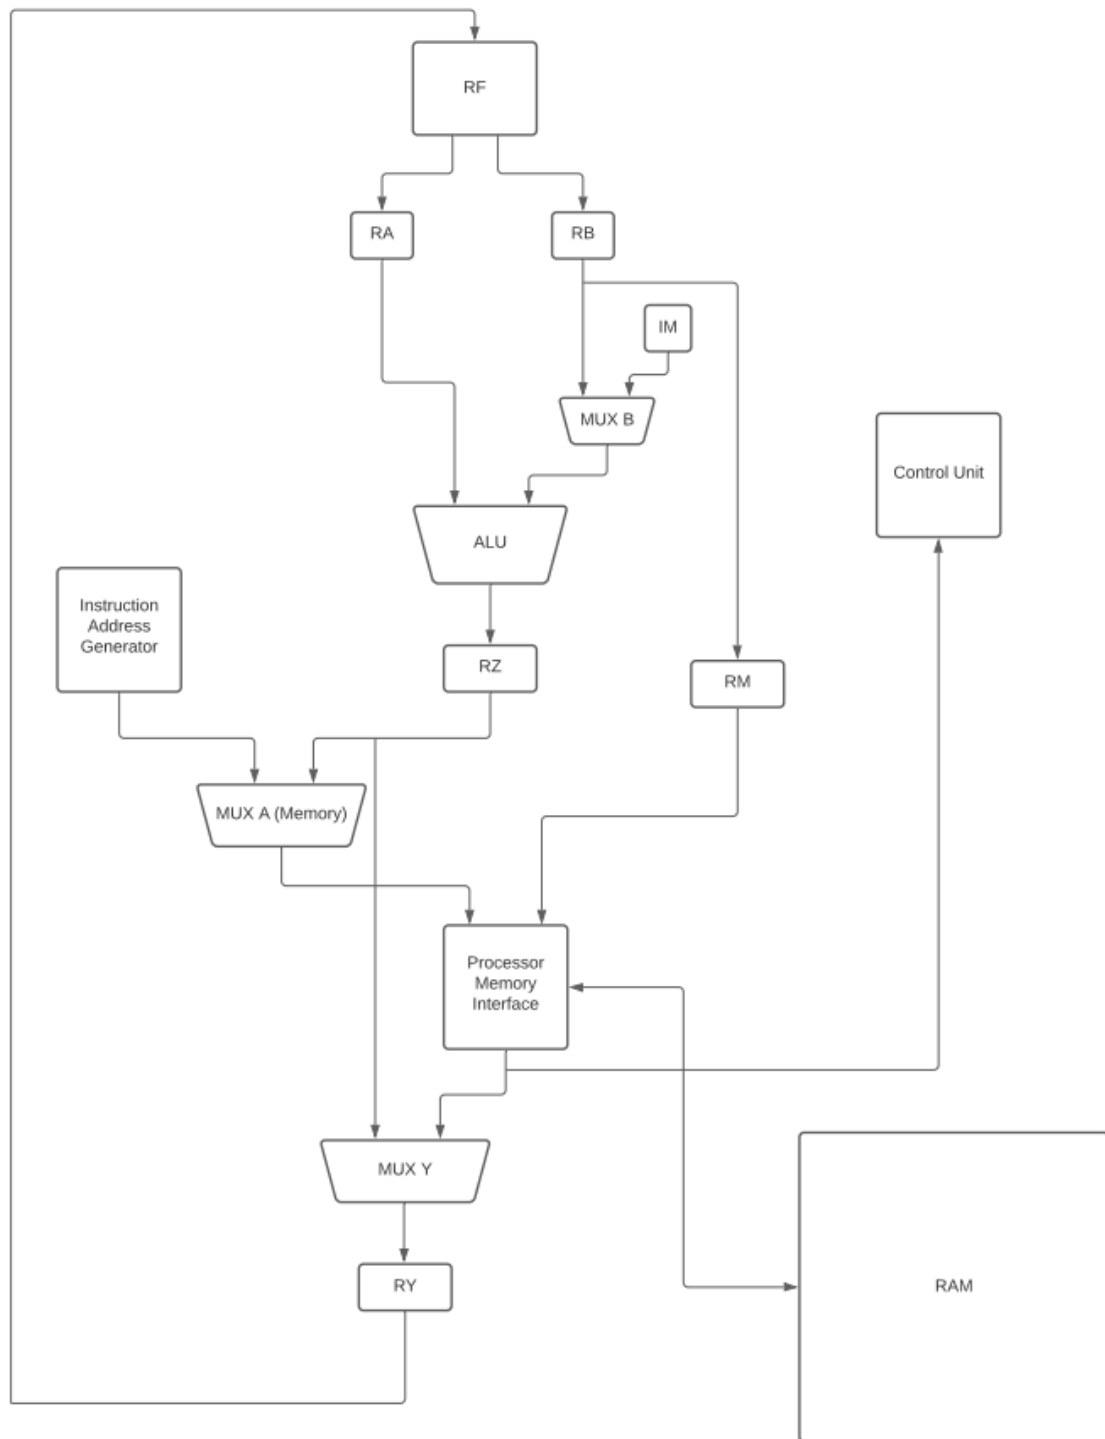 RF
RA
RB
IM
MUX B
Control Unit
ALU
Instruction
Address
Generator
RZ
RM
MUX A (Memory)
Processor
Memory
Interface
MUX Y
RY
RAM